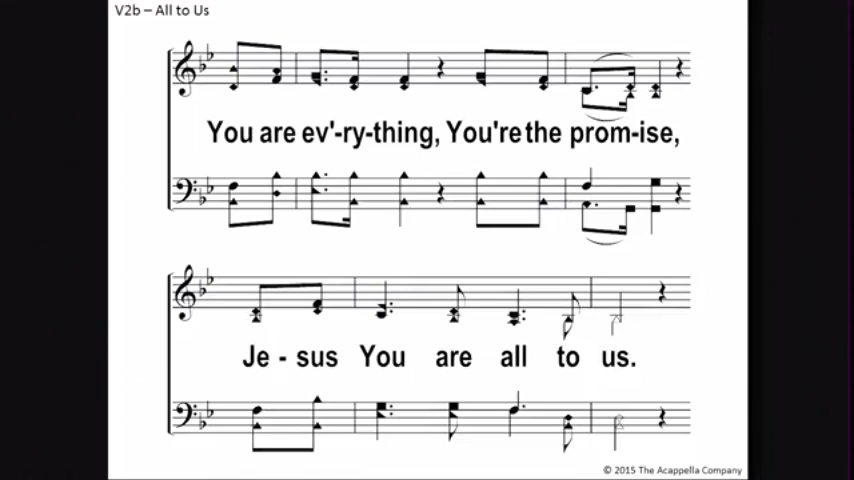 V2b – All to Us
You are ev'-ry-thing, You're the prom-ise,
Je - sus You are all to us.
© 2015 The Acappella Company